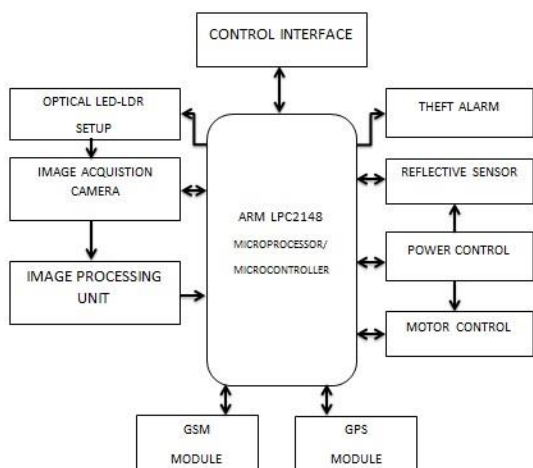 CONTROL INTERFACE
OPTICAL LED-LDR
SETUP
THEFT ALARM
IMAGE ACQUISTION
CAMERA
REFLECTIVE SENSOR
ARM LPC2148
MICROPROCESSOR/
MICROCONTROLLER
POWER CONTROL
IMAGE PROCESSING
UNIT
MOTOR CONTROL
GSM
MODULE
GPS
MODULE